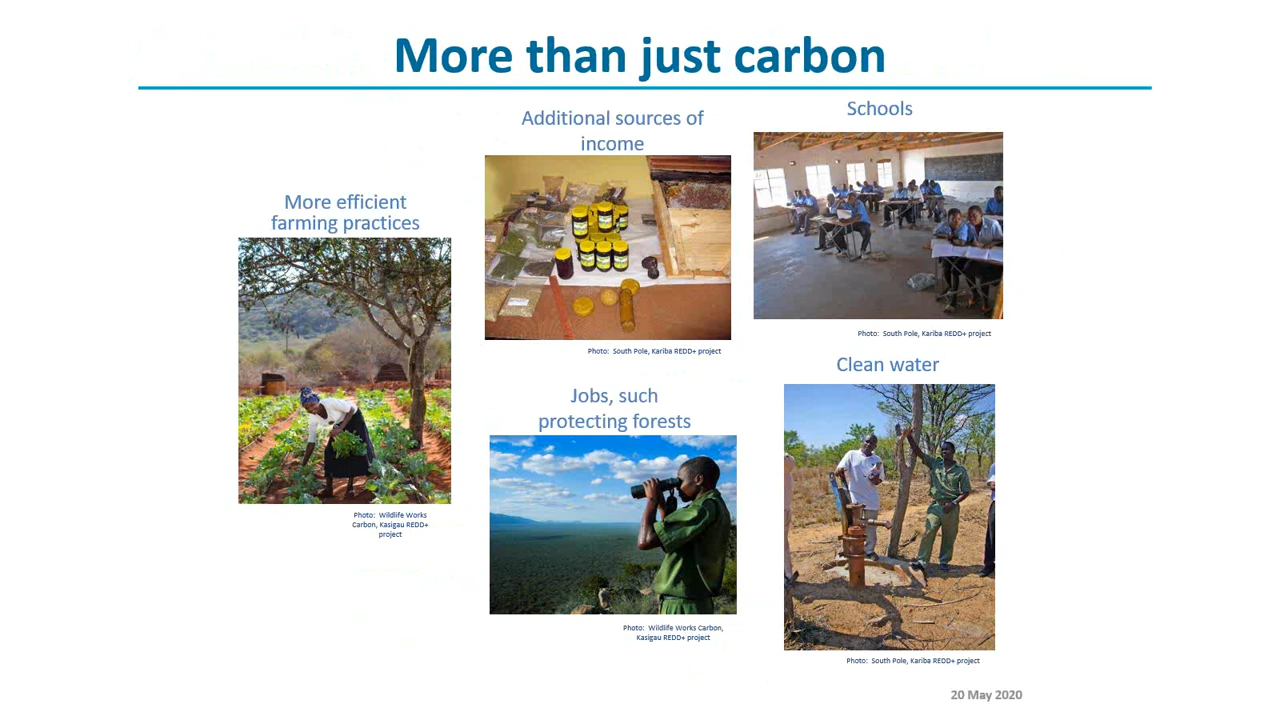 More than just carbon
More efficient
farming practices
Photo: Wildlife Works
Carbon, Kasigau REDD+
project
Additional sources of
income
Photo: South Pole, Kariba REDD+ project
Jobs, such
protecting forests
Photo: Wildlife Works Carbon,
Kasigau REDD+ project
Schools
Photo: South Pole, Kariba REDD+ project
Clean water
Photo: South Pole, Kariba REDD+ project
20 May 2020